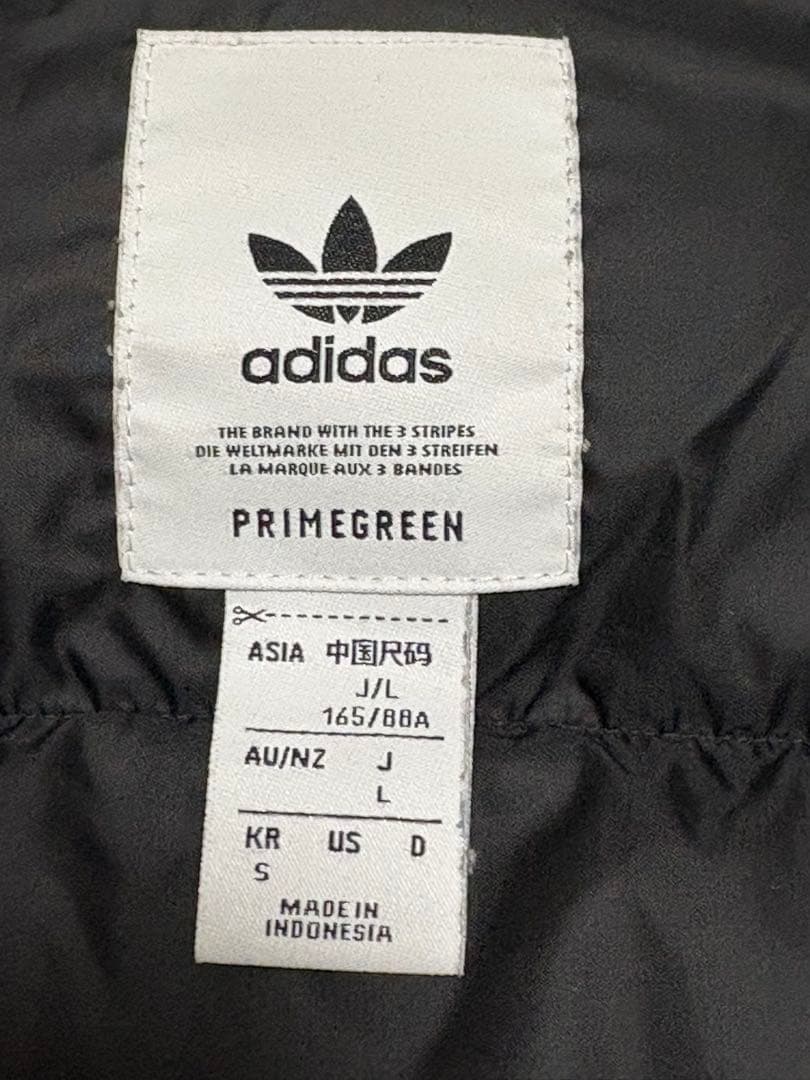 adidas
THE BRAND WITH THE 3 STRIPES
DIE WELTMARKE MIT DEN 3 STREIFEN
LA MARQUE AUX 3 BANDES
PRIMEGREEN
ASIA 中国尺码
J/L
165/88A
AU/NZ J
L
KR US D
S
MADE IN
INDONESIA